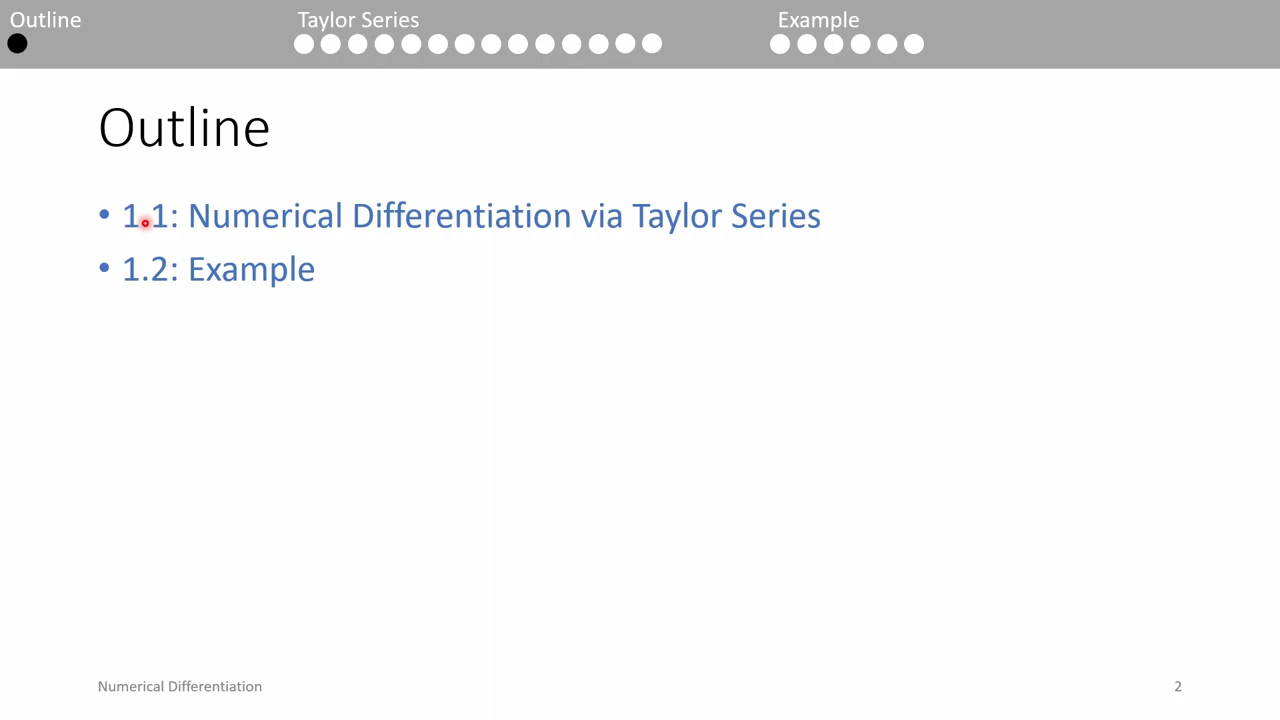 Outline
Taylor Series
Example
Outline
• 1.1: Numerical Differentiation via Taylor Series
• 1.2: Example
Numerical Differentiation
2